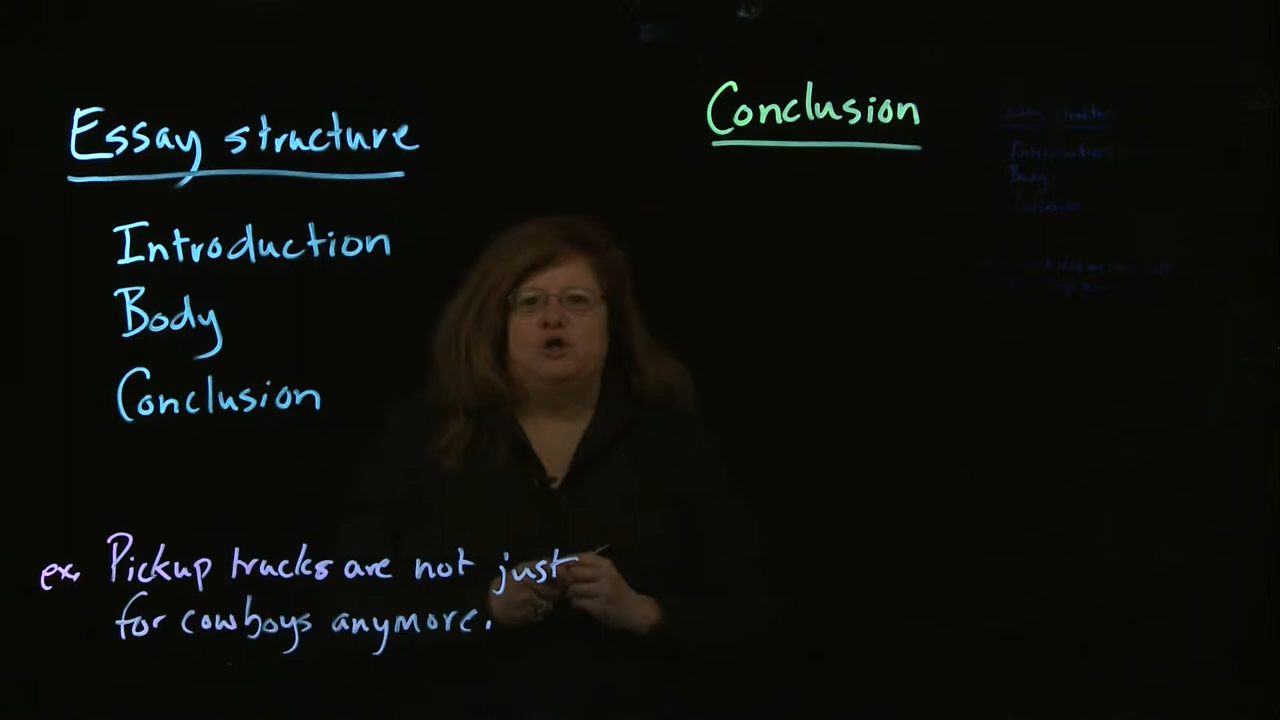 Essay structure
Introduction
Body
Conclusion
ex. Pickup trucks are not just
for cowboys anymore.
Conclusion